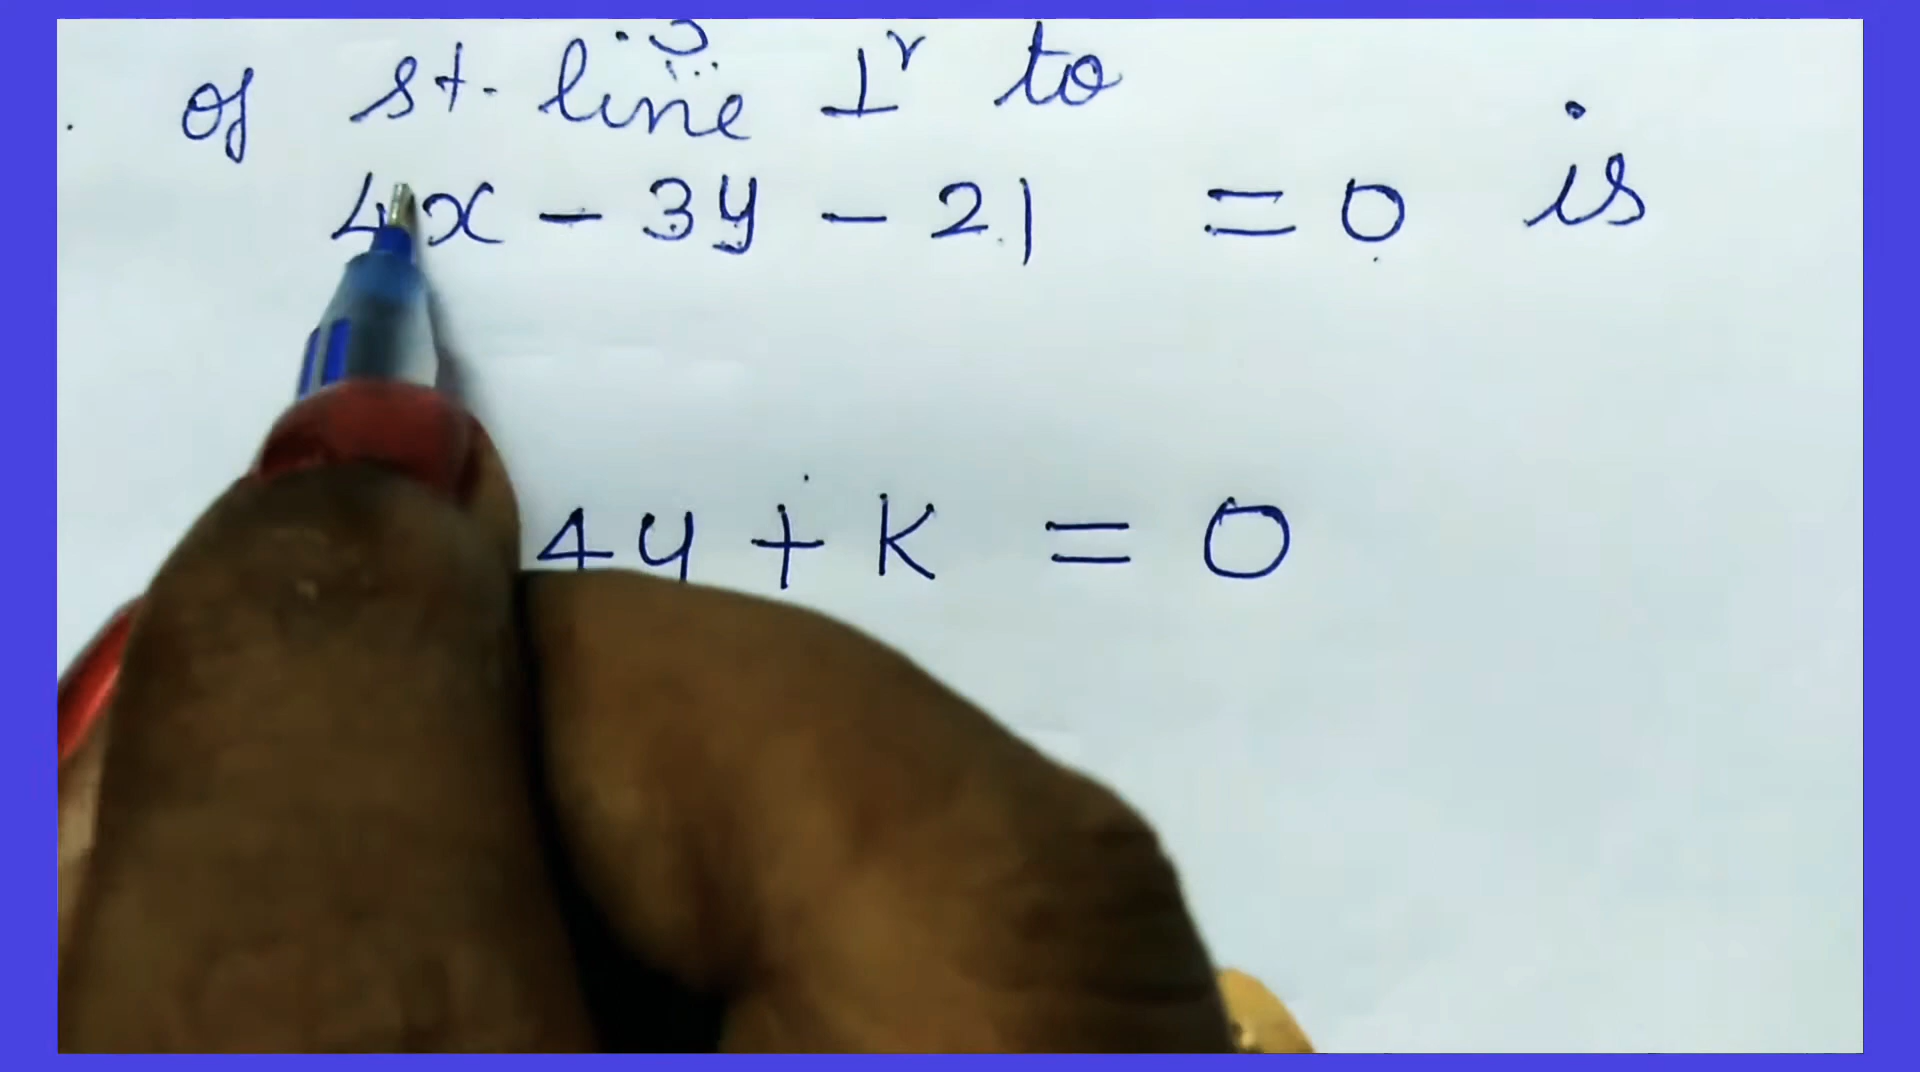 of st. line ⊥r to
4x - 3y - 21 = 0 is
4y + k = 0